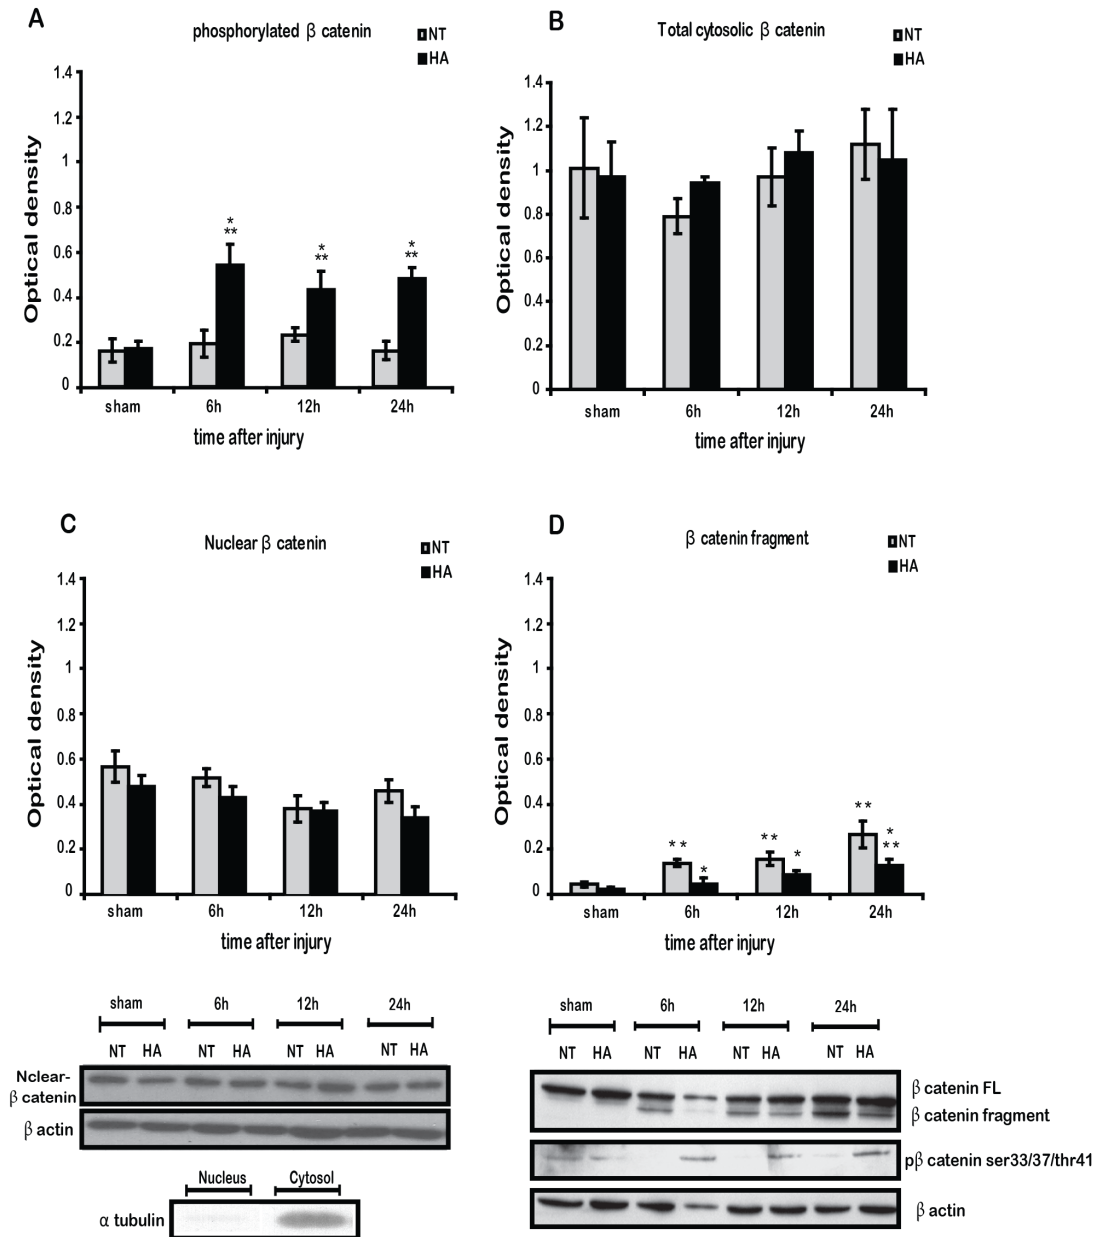 A
phosphorylated β catenin
NT
HA
Optical density
1.4
1.2
1
0.8
0.6
0.4
0.2
0
*
**
*
**
*
**
sham 6h 12h 24h
time after injury
B
Total cytosolic β catenin
NT
HA
Optical density
1.4
1.2
1
0.8
0.6
0.4
0.2
0
sham 6h 12h 24h
time after injury
C
Nuclear β catenin
NT
HA
Optical density
1.4
1.2
1
0.8
0.6
0.4
0.2
0
sham 6h 12h 24h
time after injury
D
β catenin fragment
NT
HA
Optical density
1.4
1.2
1
0.8
0.6
0.4
0.2
0
**
*
**
*
**
*
**
sham 6h 12h 24h
time after injury
sham 6h 12h 24h
NT HA NT HA NT HA NT HA
Nclear-
β catenin
β actin
Nucleus Cytosol
α tubulin
sham 6h 12h 24h
NT HA NT HA NT HA NT HA
β catenin FL
β catenin fragment
pβ catenin ser33/37/thr41
β actin